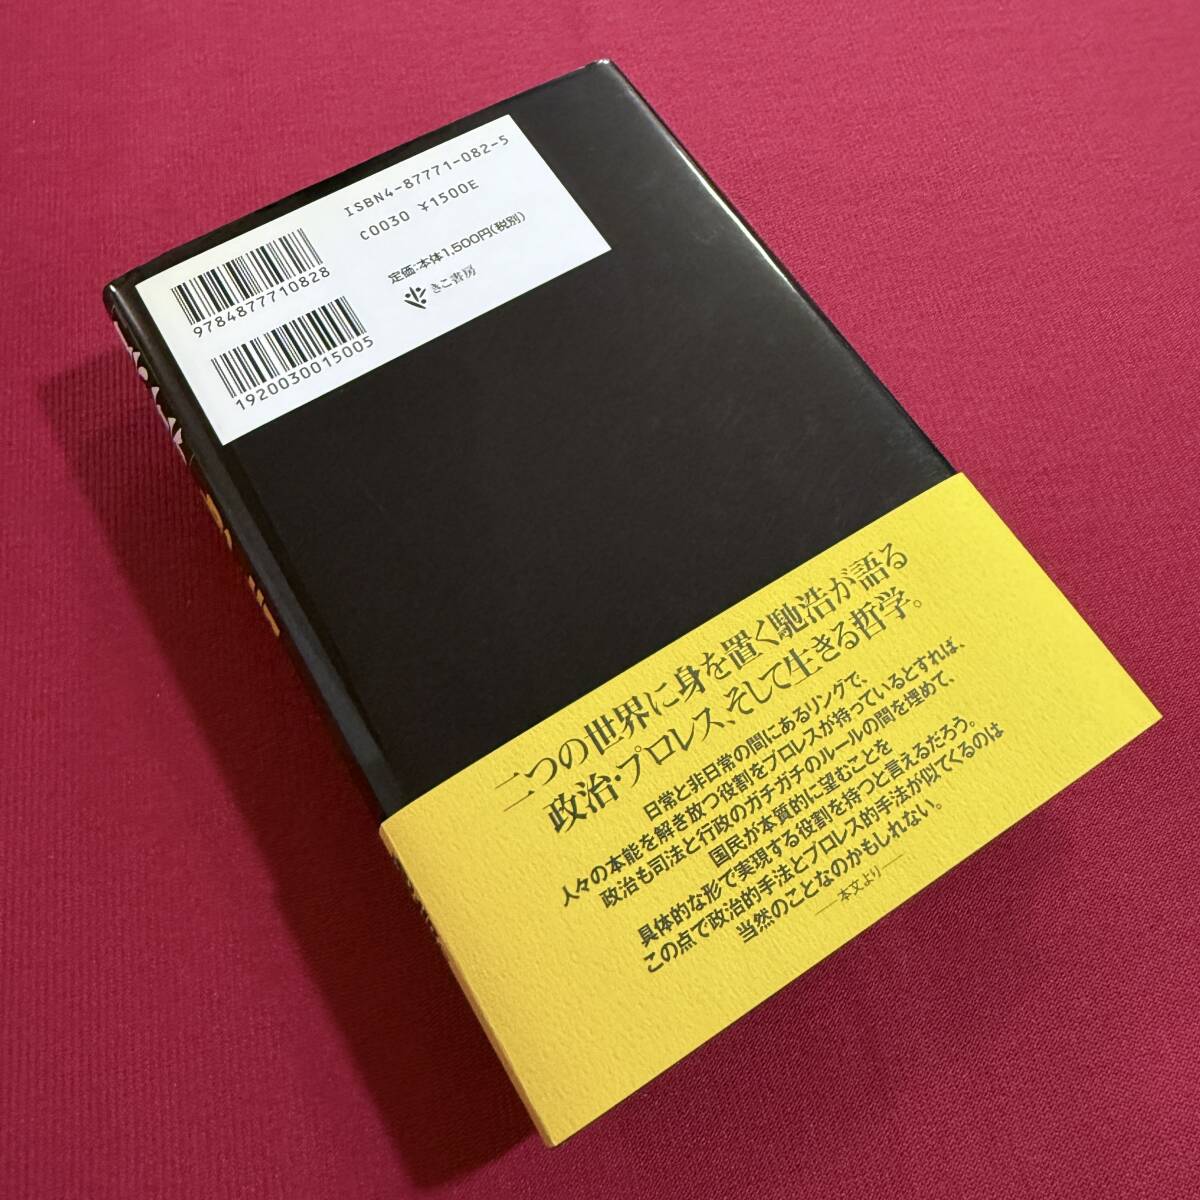 ISBN4-87771-082-5
C0030 ¥1500E
定価:本体1,500円(税別)
きこ書房
9784877710828
1920030015005
二つの世界に身を置く馳浩が語る
政治・プロレス、そして生きる哲学。
日常と非日常の間にあるリングで、
人々の本能を解き放つ役割をプロレスが持っているとすれば、
政治も司法と行政のガチガチのルールの間を埋めて、
国民が本質的に望むことを
具体的な形で実現する役割を持つと言えるだろう。
この点で政治的手法とプロレス的手法が似てくるのは
当然のことなのかもしれない。
――本文より――